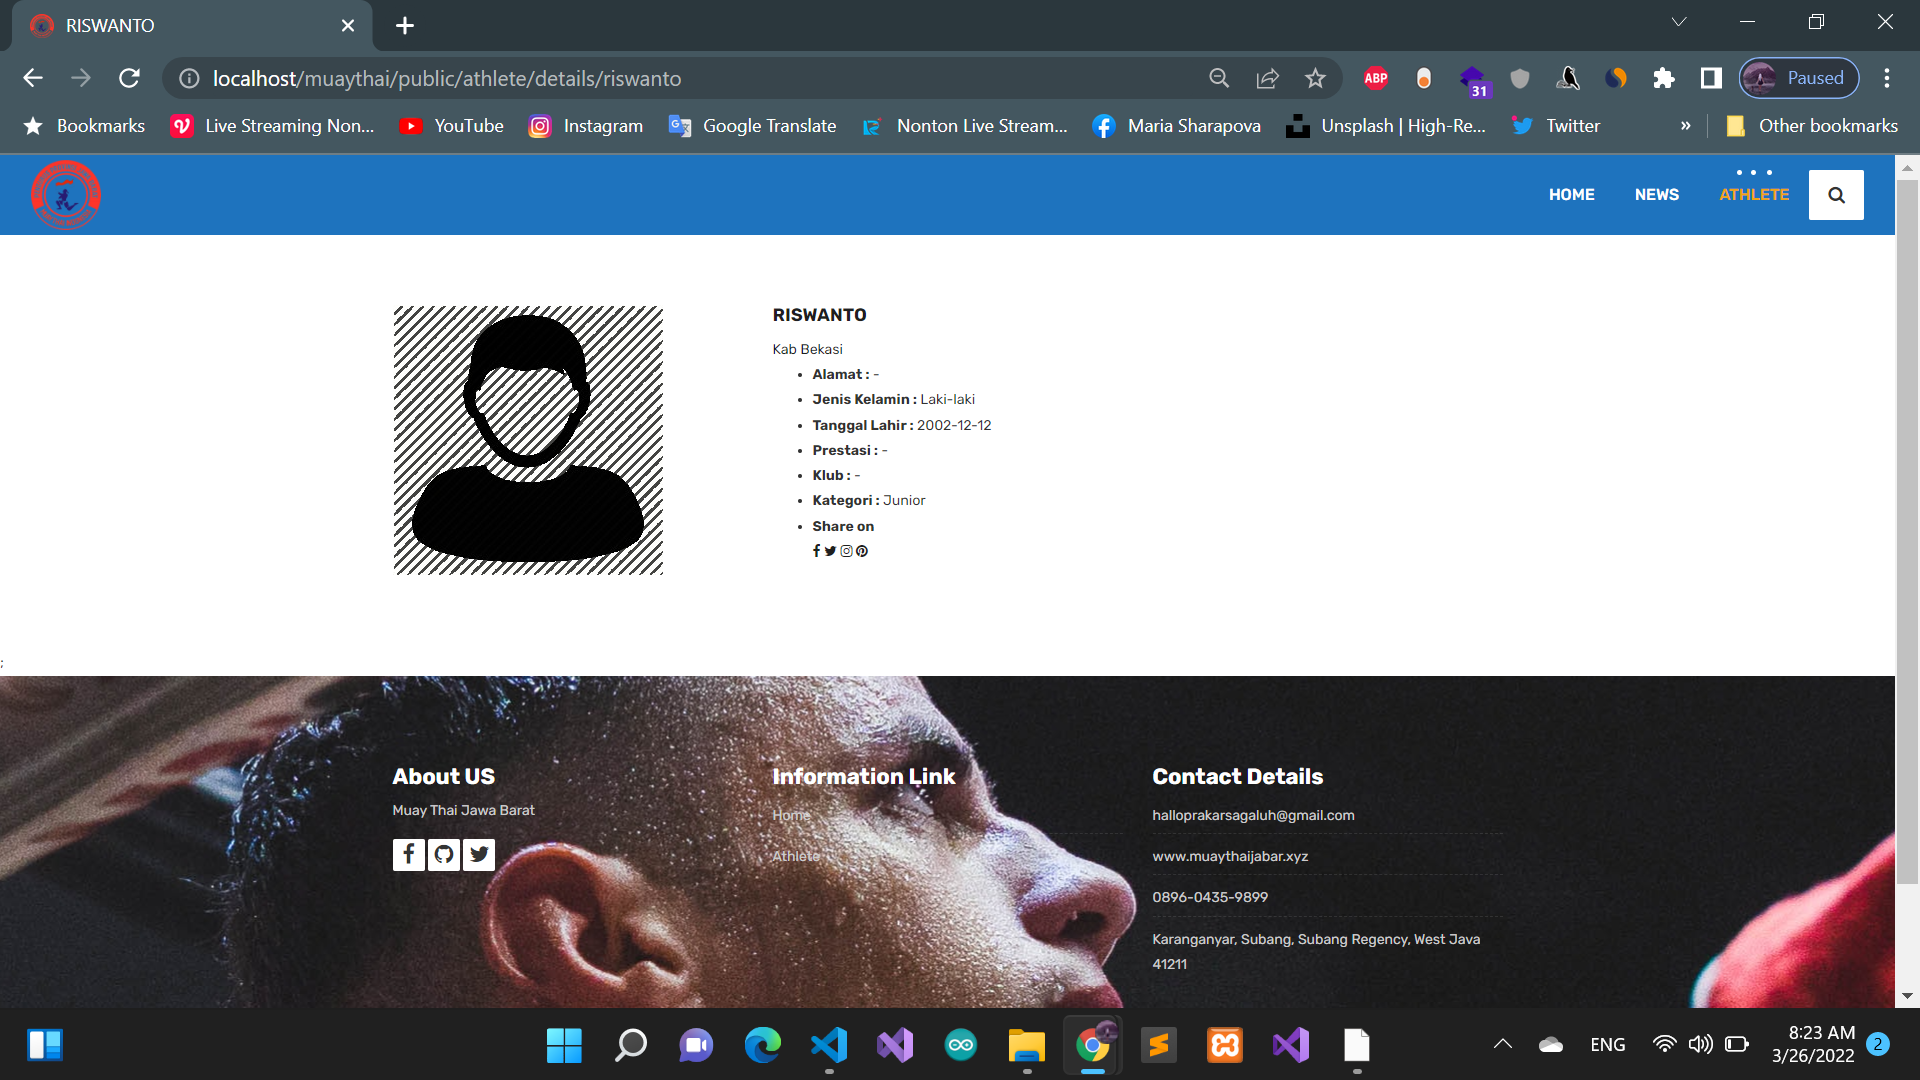 RISWANTO
localhost/muaythai/public/athlete/details/riswanto
ABP
31
Paused
Bookmarks
Live Streaming Non...
YouTube
Instagram
Google Translate
Nonton Live Stream...
Maria Sharapova
Unsplash | High-Re...
Twitter
»
Other bookmarks
HOME
NEWS
ATHLETE
RISWANTO
Kab Bekasi
• Alamat : -
• Jenis Kelamin : Laki-laki
• Tanggal Lahir : 2002-12-12
• Prestasi : -
• Klub : -
• Kategori : Junior
• Share on
;
About US
Muay Thai Jawa Barat
Information Link
Home
Athlete
Contact Details
halloprakarsagaluh@gmail.com
www.muaythaijabar.xyz
0896-0435-9899
Karanganyar, Subang, Subang Regency, West Java
41211
ENG
8:23 AM
3/26/2022
2